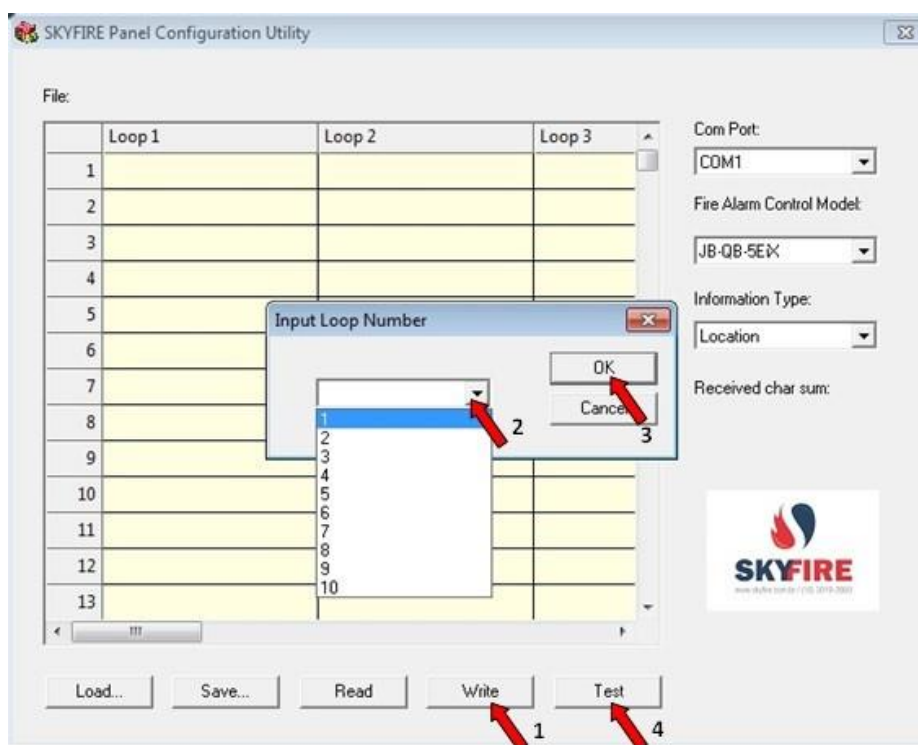 SKYFIRE Panel Configuration Utility
File:
Loop 1 Loop 2 Loop 3
1
2
3
4
5
6
7
8
9
10
11
12
13
Com Port:
COM1
Fire Alarm Control Model:
JB-QB-5EiX
Information Type:
Location
Received char sum:
Input Loop Number
OK
Cancel
1
2
3
4
5
6
7
8
9
10
2
3
SKYFIRE
Load... Save... Read Write Test
1
4